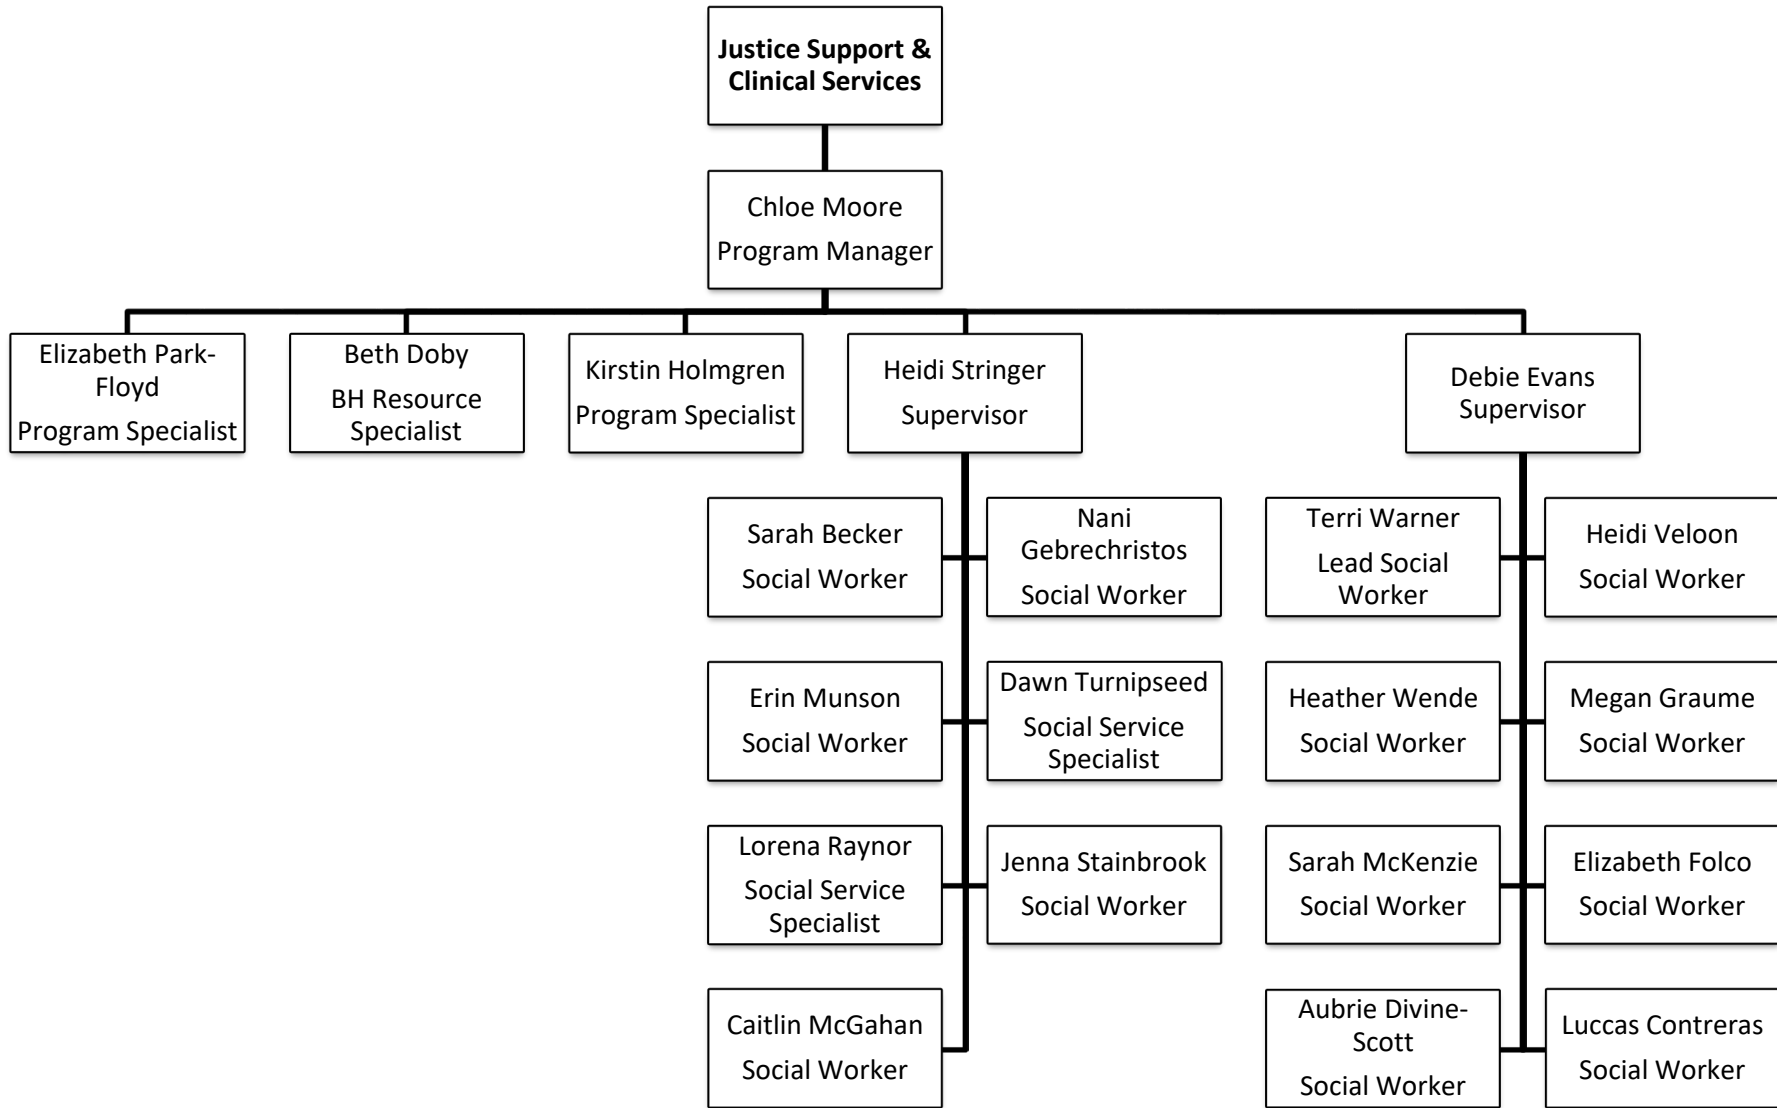 Justice Support &
Clinical Services
Chloe Moore
Program Manager
Elizabeth Park-
Floyd
Program Specialist
Beth Doby
BH Resource
Specialist
Kirstin Holmgren
Program Specialist
Heidi Stringer
Supervisor
Debie Evans
Supervisor
Sarah Becker
Social Worker
Nani
Gebrechristos
Social Worker
Terri Warner
Lead Social
Worker
Heidi Veloon
Social Worker
Erin Munson
Social Worker
Dawn Turnipseed
Social Service
Specialist
Heather Wende
Social Worker
Megan Graume
Social Worker
Lorena Raynor
Social Service
Specialist
Jenna Stainbrook
Social Worker
Sarah McKenzie
Social Worker
Elizabeth Folco
Social Worker
Caitlin McGahan
Social Worker
Aubrie Divine-
Scott
Social Worker
Luccas Contreras
Social Worker